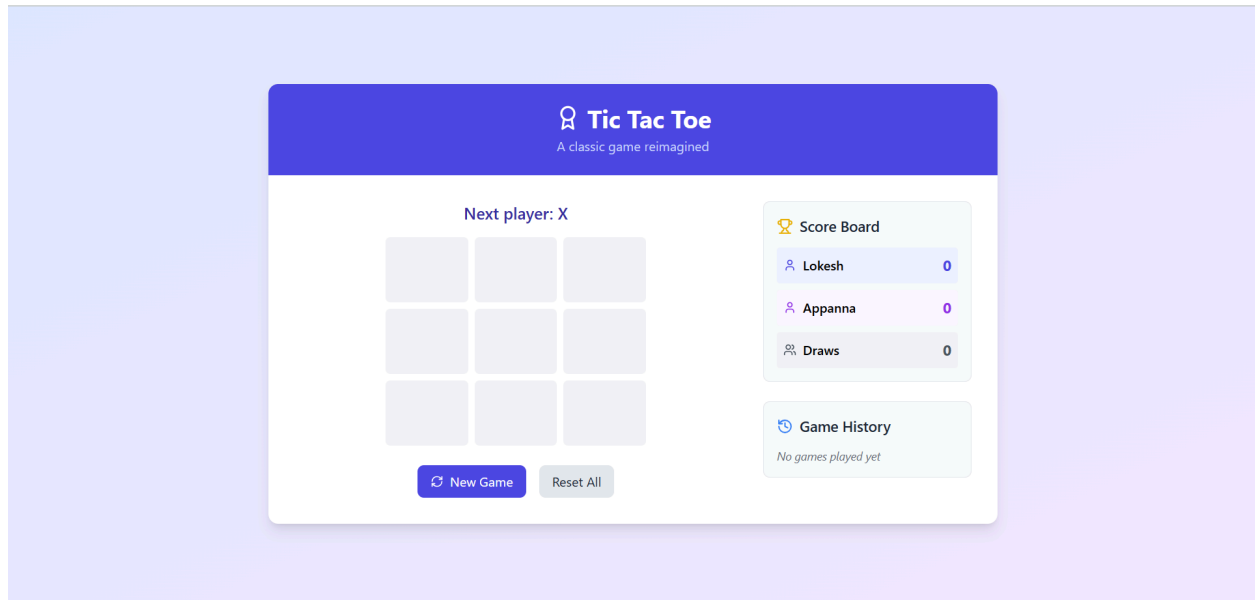 Tic Tac Toe
A classic game reimagined
Next player: X
New Game
Reset All
Score Board
Lokesh 0
Appanna 0
Draws 0
Game History
No games played yet